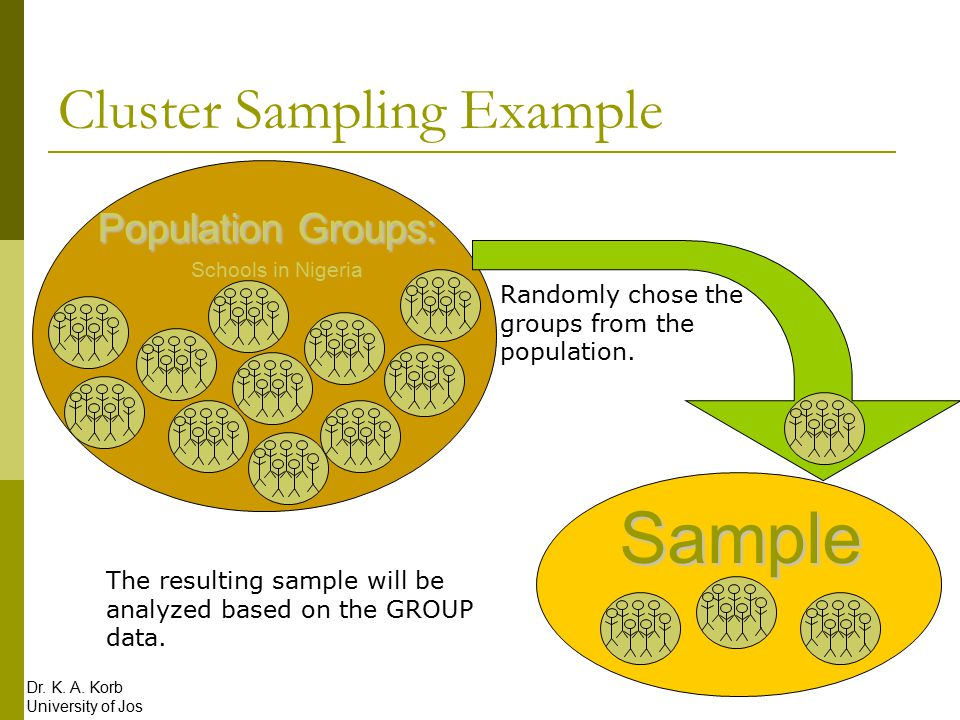 Cluster Sampling Example
Population Groups:
Schools in Nigeria
Randomly chose the
groups from the
population.
Sample
The resulting sample will be
analyzed based on the GROUP
data.
Dr. K. A. Korb
University of Jos